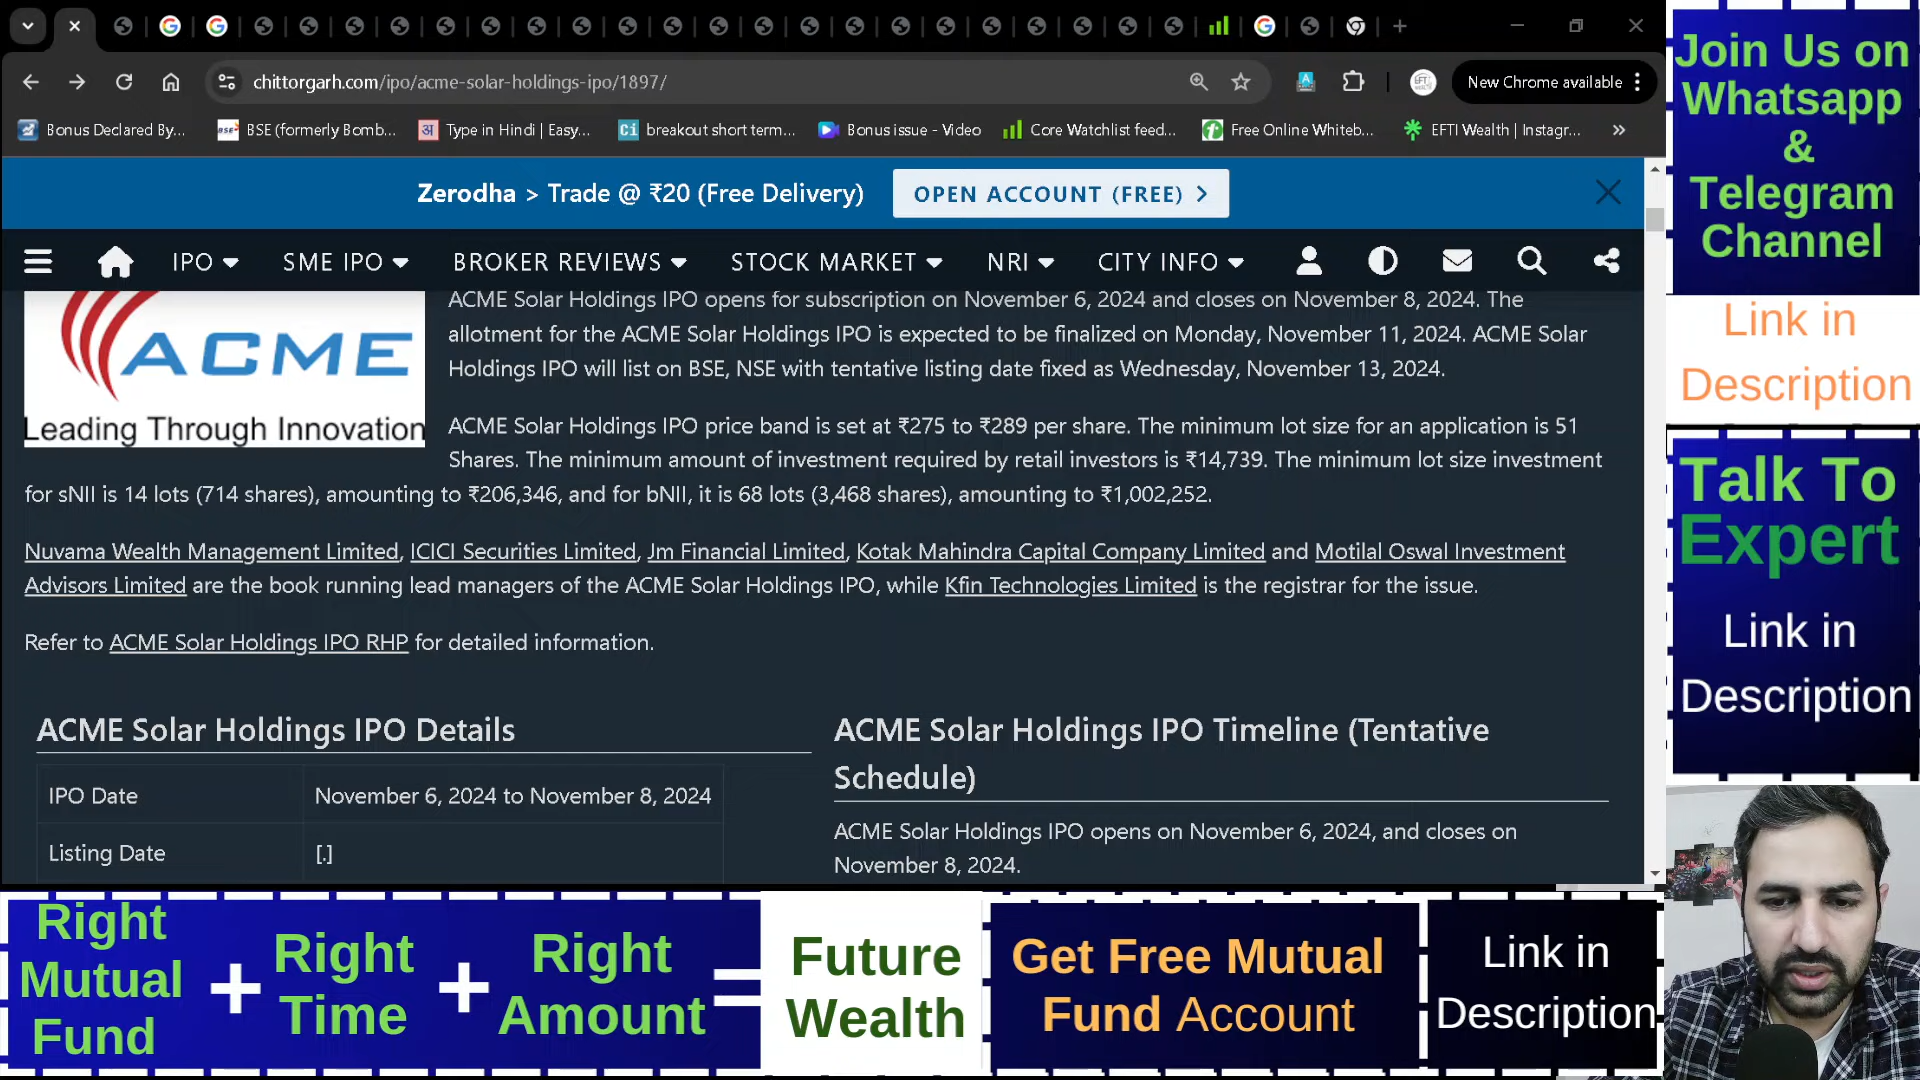 chittorgarh.com/ipo/acme-solar-holdings-ipo/1897/
New Chrome available
Bonus Declared By...
BSE (formerly Bomb...
Type in Hindi | Easy...
breakout short term...
Bonus issue - Video
Core Watchlist feed...
Free Online Whiteb...
EFTI Wealth | Instagr...
Zerodha > Trade @ ₹20 (Free Delivery)
OPEN ACCOUNT (FREE)
IPO
SME IPO
BROKER REVIEWS
STOCK MARKET
NRI
CITY INFO
ACME
Leading Through Innovation
ACME Solar Holdings IPO opens for subscription on November 6, 2024 and closes on November 8, 2024. The
allotment for the ACME Solar Holdings IPO is expected to be finalized on Monday, November 11, 2024. ACME Solar
Holdings IPO will list on BSE, NSE with tentative listing date fixed as Wednesday, November 13, 2024.
ACME Solar Holdings IPO price band is set at ₹275 to ₹289 per share. The minimum lot size for an application is 51
Shares. The minimum amount of investment required by retail investors is ₹14,739. The minimum lot size investment
for sNII is 14 lots (714 shares), amounting to ₹206,346, and for bNII, it is 68 lots (3,468 shares), amounting to ₹1,002,252.
Nuvama Wealth Management Limited, ICICI Securities Limited, Jm Financial Limited, Kotak Mahindra Capital Company Limited and Motilal Oswal Investment
Advisors Limited are the book running lead managers of the ACME Solar Holdings IPO, while Kfin Technologies Limited is the registrar for the issue.
Refer to ACME Solar Holdings IPO RHP for detailed information.
ACME Solar Holdings IPO Details
IPO Date
November 6, 2024 to November 8, 2024
Listing Date
[.]
ACME Solar Holdings IPO Timeline (Tentative
Schedule)
ACME Solar Holdings IPO opens on November 6, 2024, and closes on
November 8, 2024.
Join Us on
Whatsapp
&
Telegram
Channel
Link in
Description
Talk To
Expert
Link in
Description
Right
Mutual
Fund
+
Right
Time
+
Right
Amount
=
Future
Wealth
Get Free Mutual
Fund Account
Link in
Description